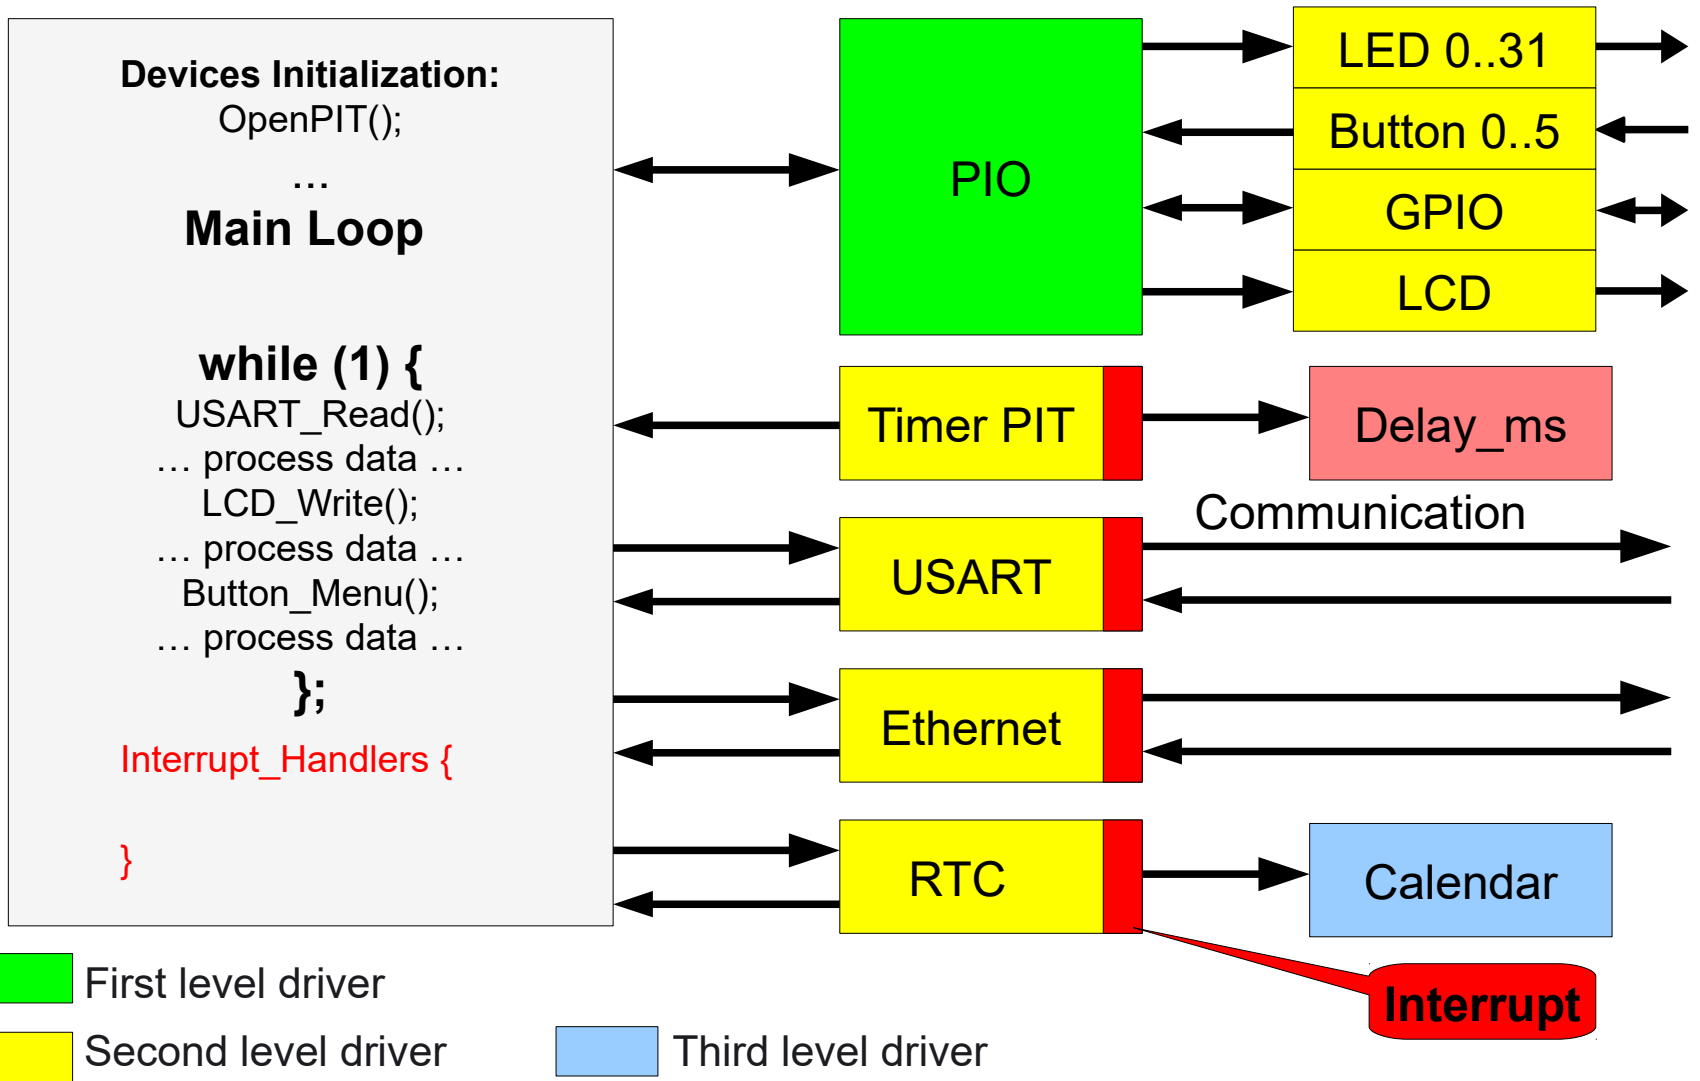 Devices Initialization:
OpenPIT();
...
Main Loop
while (1) {
USART_Read();
... process data ...
LCD_Write();
... process data ...
Button_Menu();
... process data ...
};
Interrupt_Handlers {
}
PIO
LED 0..31
Button 0..5
GPIO
LCD
Timer PIT
Delay_ms
Communication
USART
Ethernet
RTC
Calendar
Interrupt
First level driver
Second level driver
Third level driver